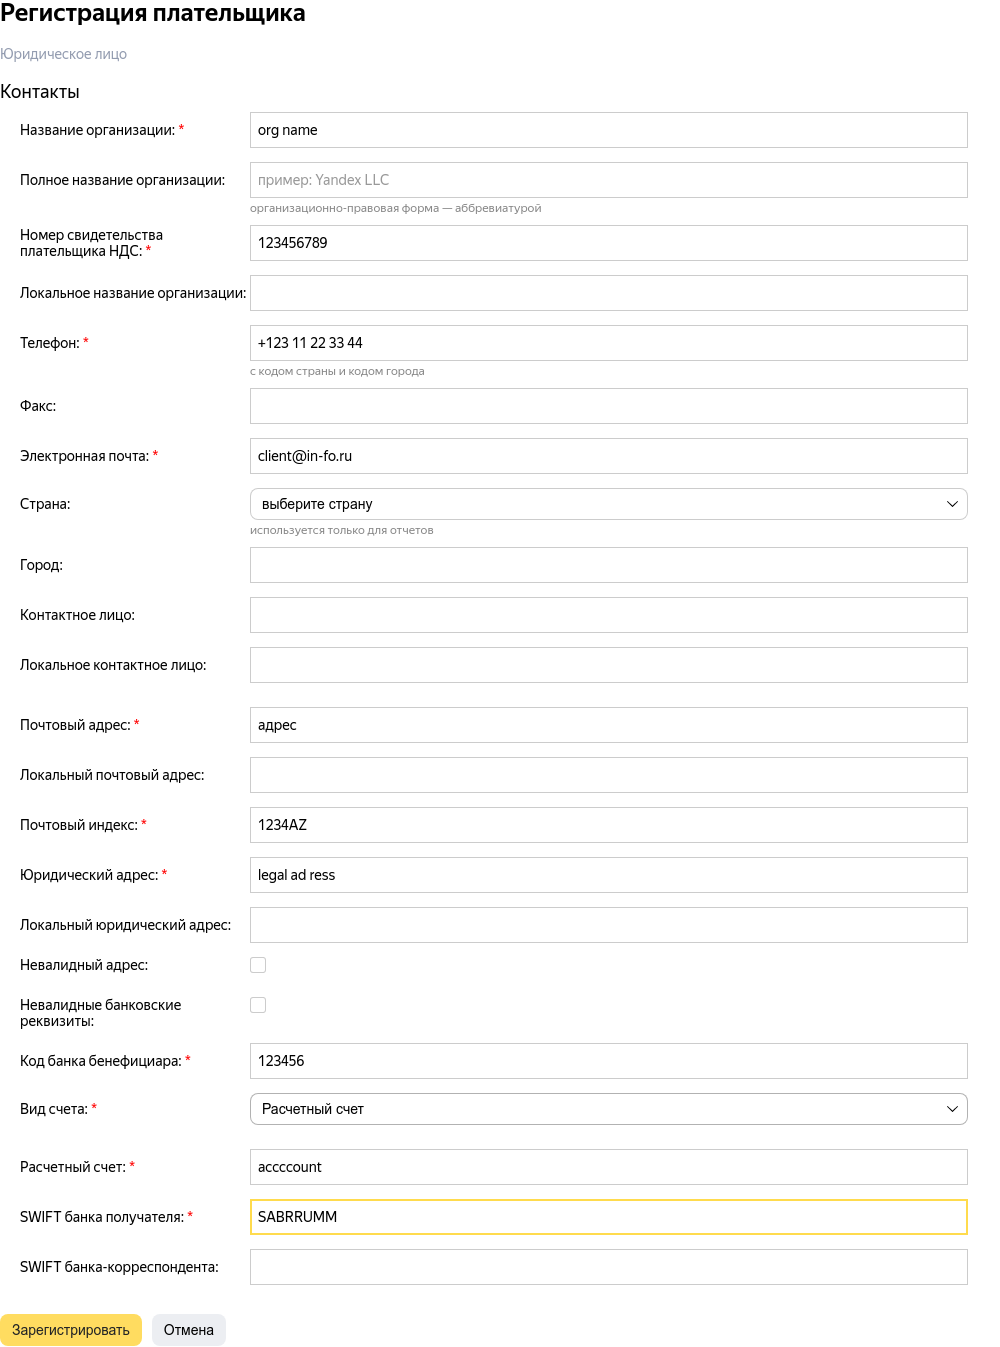 Регистрация плательщика
Юридическое лицо
Контакты
Название организации: * org name
Полное название организации: пример: Yandex LLC
организационно-правовая форма — аббревиатурой
Номер свидетельства
плательщика НДС: * 123456789
Локальное название организации:
Телефон: * +123 11 22 33 44
с кодом страны и кодом города
Факс:
Электронная почта: * client@in-fo.ru
Страна: выберите страну
используется только для отчетов
Город:
Контактное лицо:
Локальное контактное лицо:
Почтовый адрес: * адрес
Локальный почтовый адрес:
Почтовый индекс: * 1234AZ
Юридический адрес: * legal ad ress
Локальный юридический адрес:
Невалидный адрес:
Невалидные банковские
реквизиты:
Код банка бенефициара: * 123456
Вид счета: * Расчетный счет
Расчетный счет: * accccount
SWIFT банка получателя: * SABRRUMM
SWIFT банка-корреспондента:
Зарегистрировать Отмена